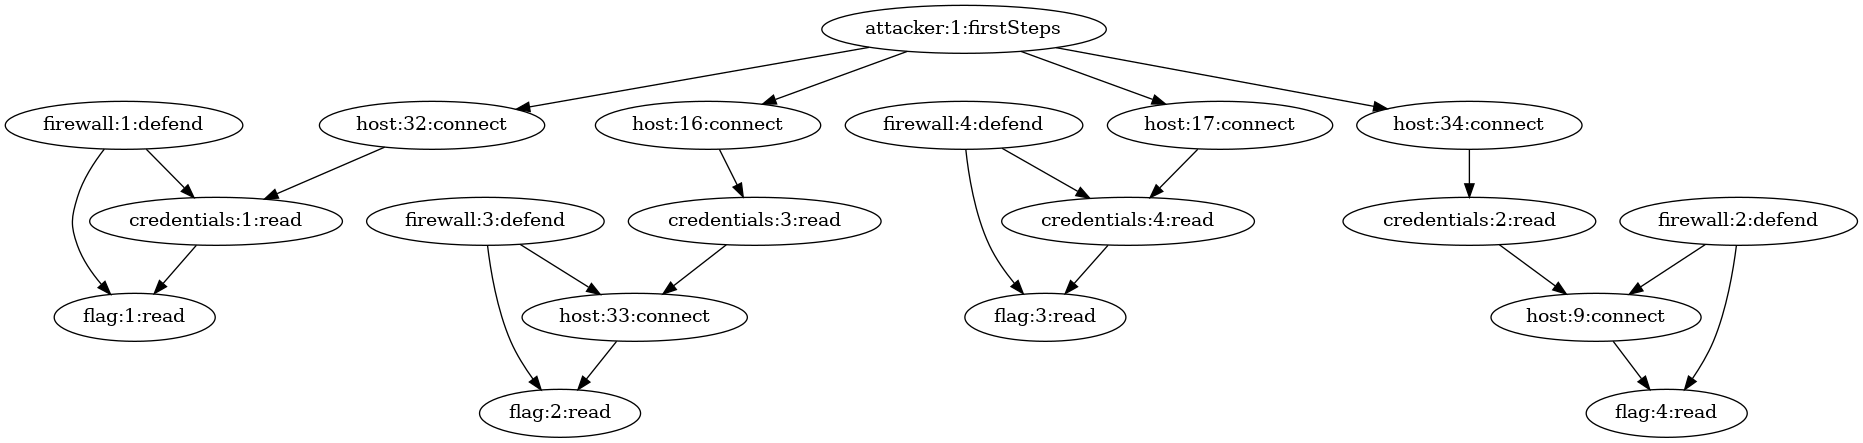 attacker:1:firstSteps
firewall:1:defend
host:32:connect
host:16:connect
firewall:4:defend
host:17:connect
host:34:connect
credentials:1:read
firewall:3:defend
credentials:3:read
credentials:4:read
credentials:2:read
firewall:2:defend
flag:1:read
host:33:connect
flag:3:read
host:9:connect
flag:2:read
flag:4:read